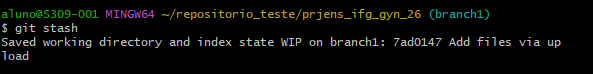 aluno@S309-001 MINGW64 ~/repositorio_teste/prjens_ifg_gyn_26 (branch1)
$ git stash
Saved working directory and index state WIP on branch1: 7ad0147 Add files via up
load